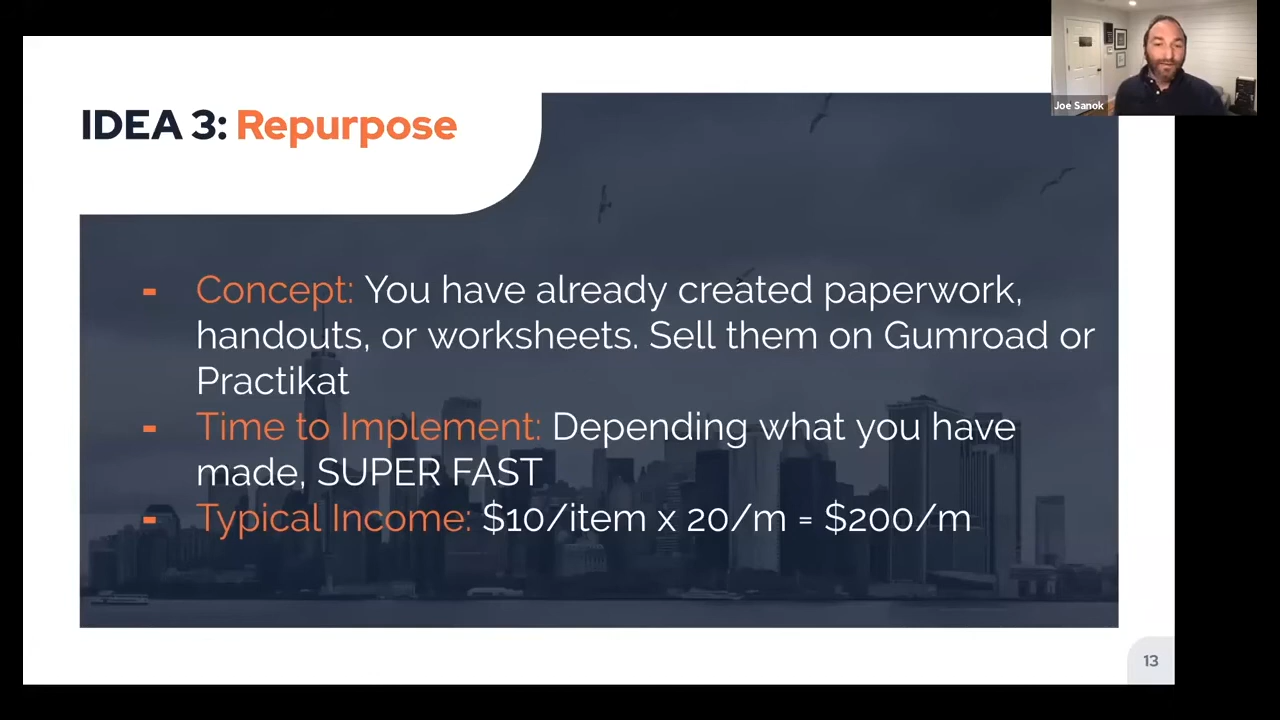 Joe Sanok
IDEA 3: Repurpose
- Concept: You have already created paperwork,
handouts, or worksheets. Sell them on Gumroad or
Practikat
- Time to Implement: Depending what you have
made, SUPER FAST
- Typical Income: $10/item x 20/m = $200/m
13